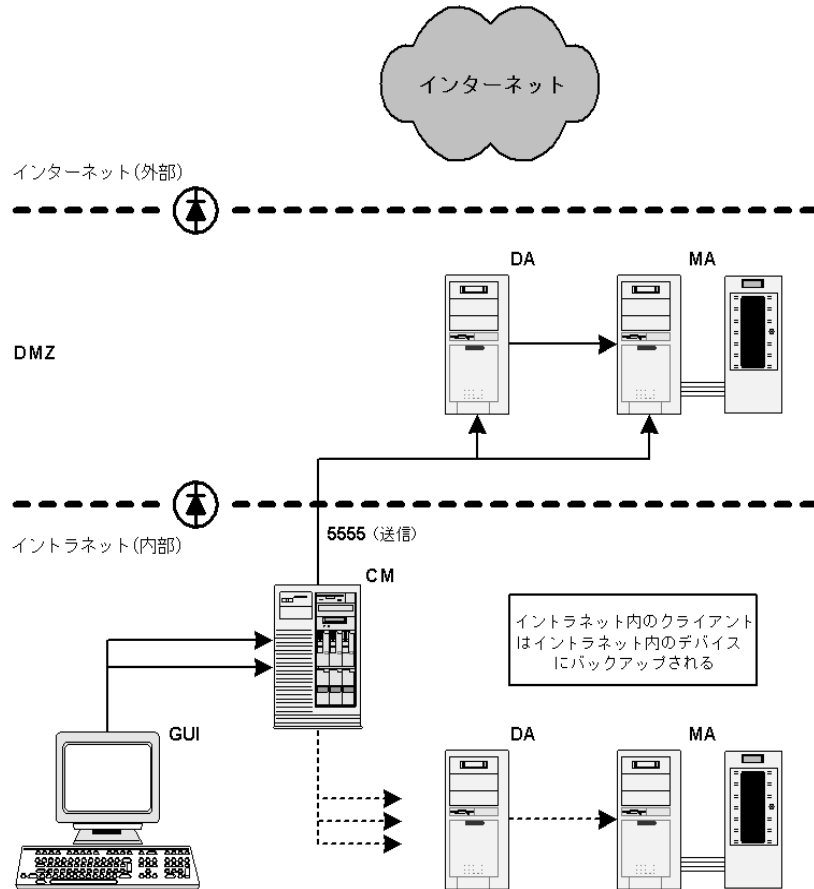 インターネット
インターネット(外部)
DA
MA
DMZ
イントラネット(内部)
5555 (送信)
CM
イントラネット内のクライアント
はイントラネット内のデバイス
にバックアップされる
GUI
DA
MA